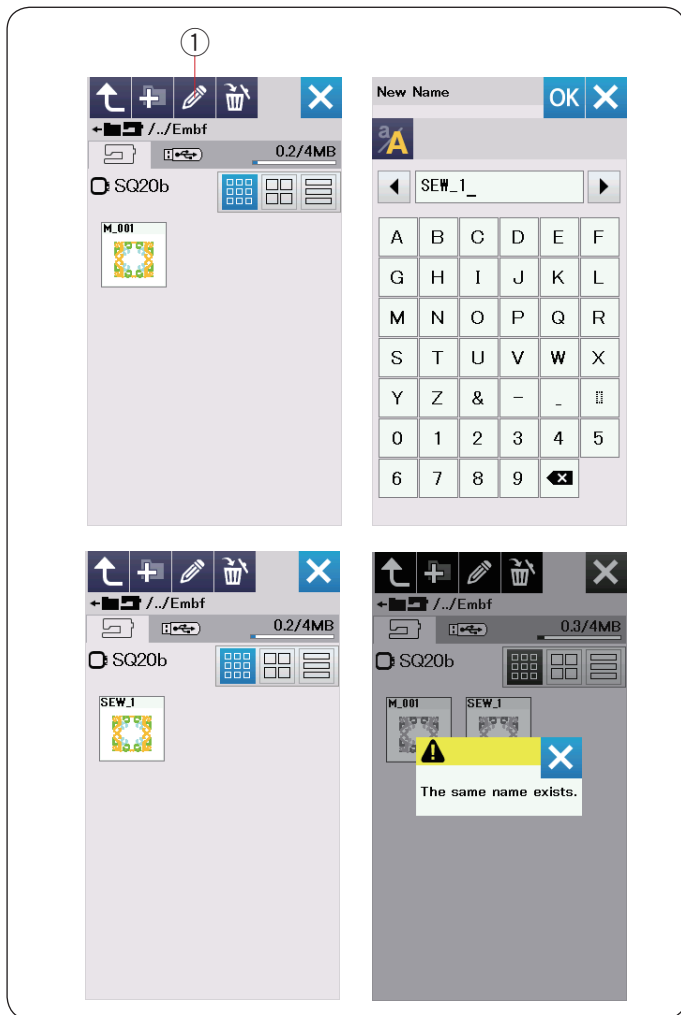 ①
/../Embf
0.2/4MB
SQ20b
M_001
New Name
OK
a/A
SEW_1_
A B C D E F
G H I J K L
M N O P Q R
S T U V W X
Y Z & - _
0 1 2 3 4 5
6 7 8 9
/../Embf
0.2/4MB
SQ20b
SEW_1
/../Embf
0.3/4MB
SQ20b
M_001 SEW_1
The same name exists.